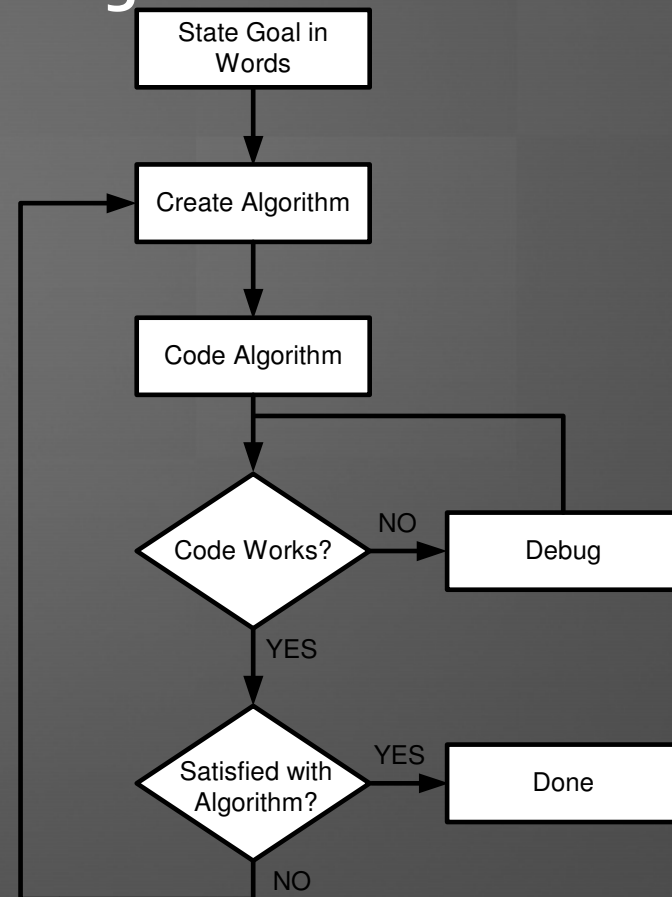 State Goal in
Words
Create Algorithm
Code Algorithm
Code Works?
NO
Debug
YES
Satisfied with
Algorithm?
YES
Done
NO